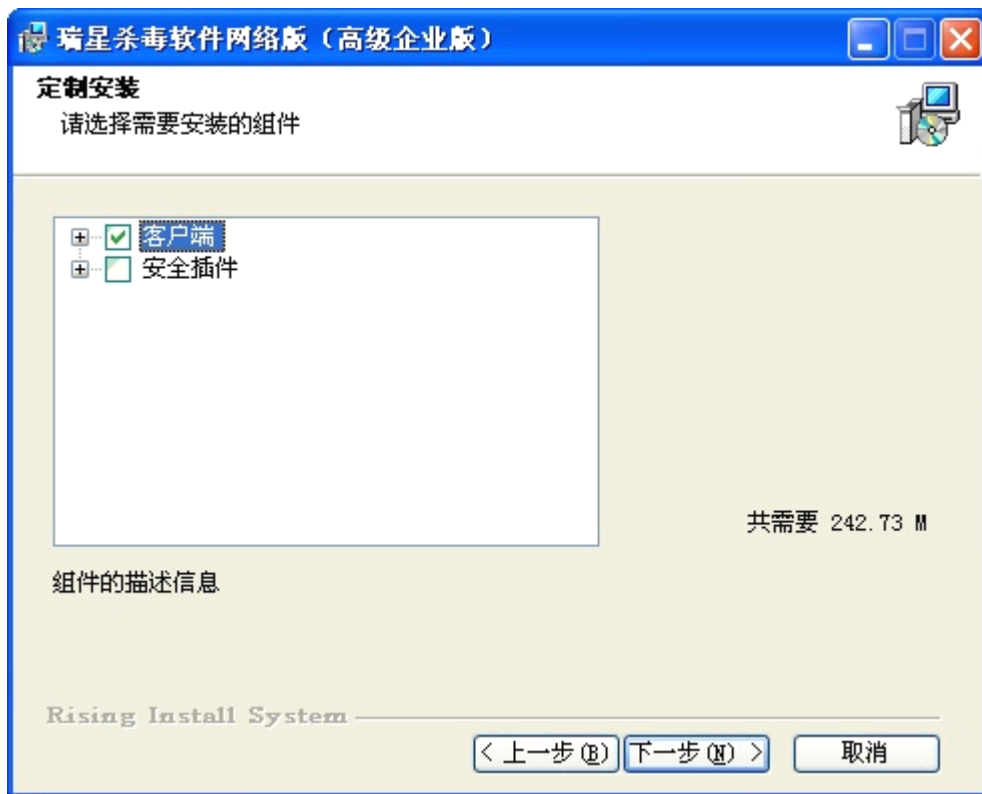 瑞星杀毒软件网络版（高级企业版）
定制安装
请选择需要安装的组件
客户端
安全插件
共需要 242.73 M
组件的描述信息
Rising Install System
< 上一步(B) 下一步(N) > 取消